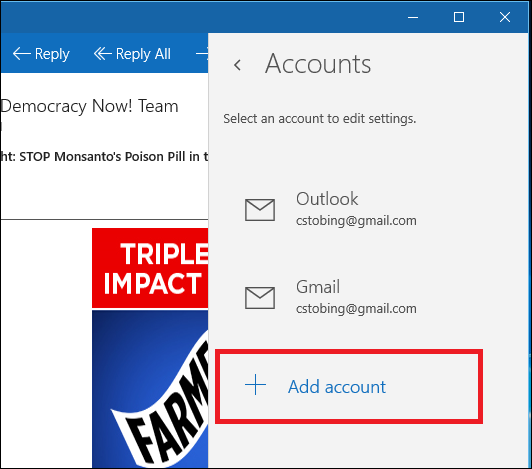 Reply
Reply All
Accounts
Democracy Now! Team
Select an account to edit settings.
ht: STOP Monsanto's Poison Pill in t
Outlook
cstobing@gmail.com
TRIPLE
IMPACT
Gmail
cstobing@gmail.com
Add account
FARME